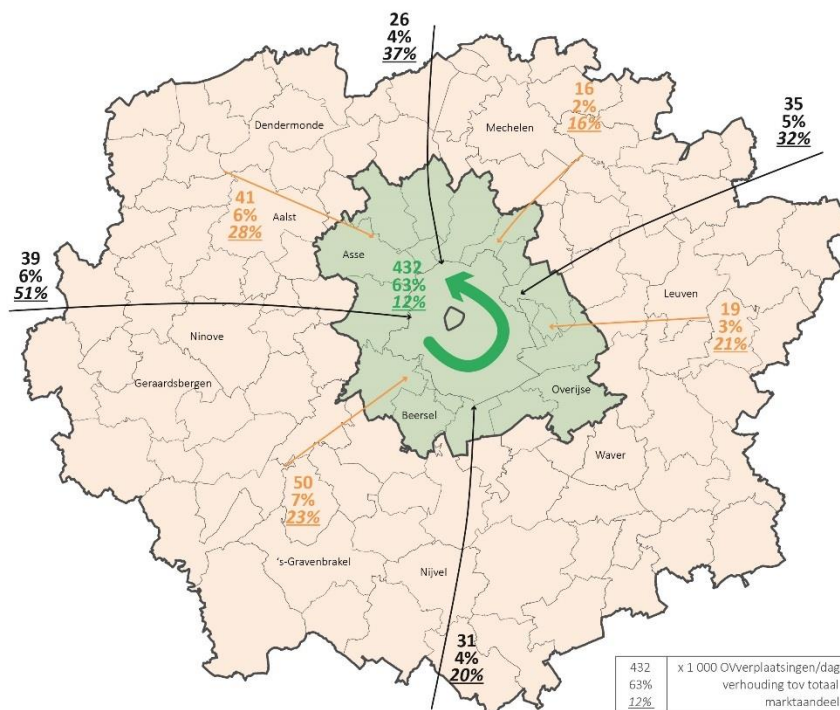 26
4%
37%
16
2%
16%
35
5%
32%
Dendermonde
Mechelen
41
6%
28%
Aalst
39
6%
51%
Asse
432
63%
12%
Leuven
19
3%
21%
Ninove
Geraardsbergen
Beersel
Overijse
Waver
50
7%
23%
's-Gravenbrakel
Nijvel
31
4%
20%
432 x 1 000 OVverplaatsingen/dag
63% verhouding tov totaal
12% marktaandeel